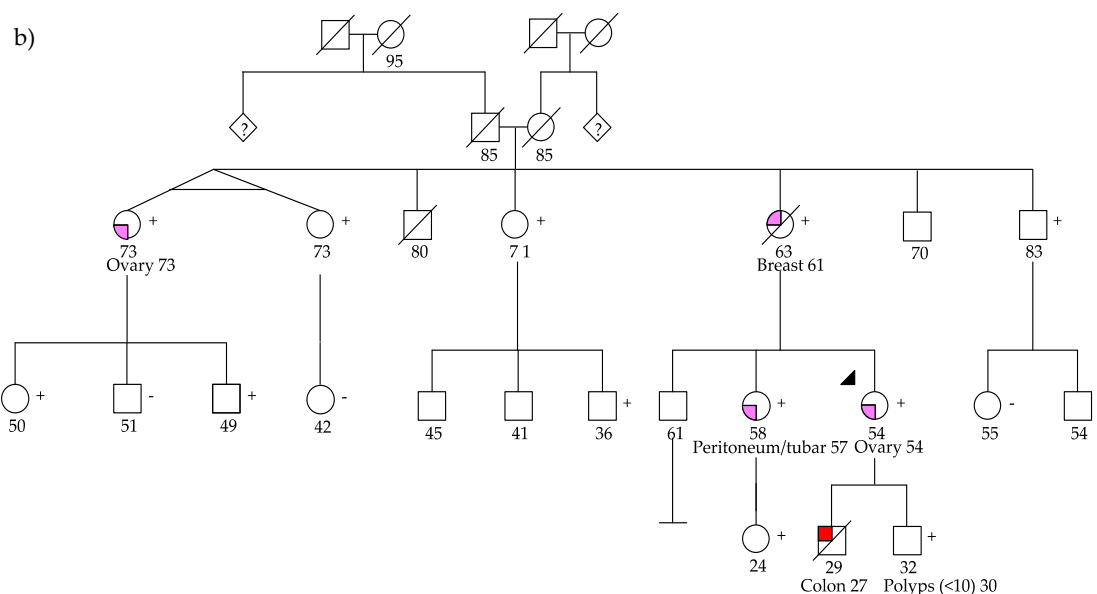 b)
95
? ?
85 85
+ + + + +
73 73 80 7 1 63 70 83
Ovary 73 Breast 61
+ - + - + + + -
50 51 49 42 45 41 36 61 58 54 55 54
Peritoneum/tubar 57 Ovary 54
+ +
24 29 32
Colon 27 Polyps (<10) 30